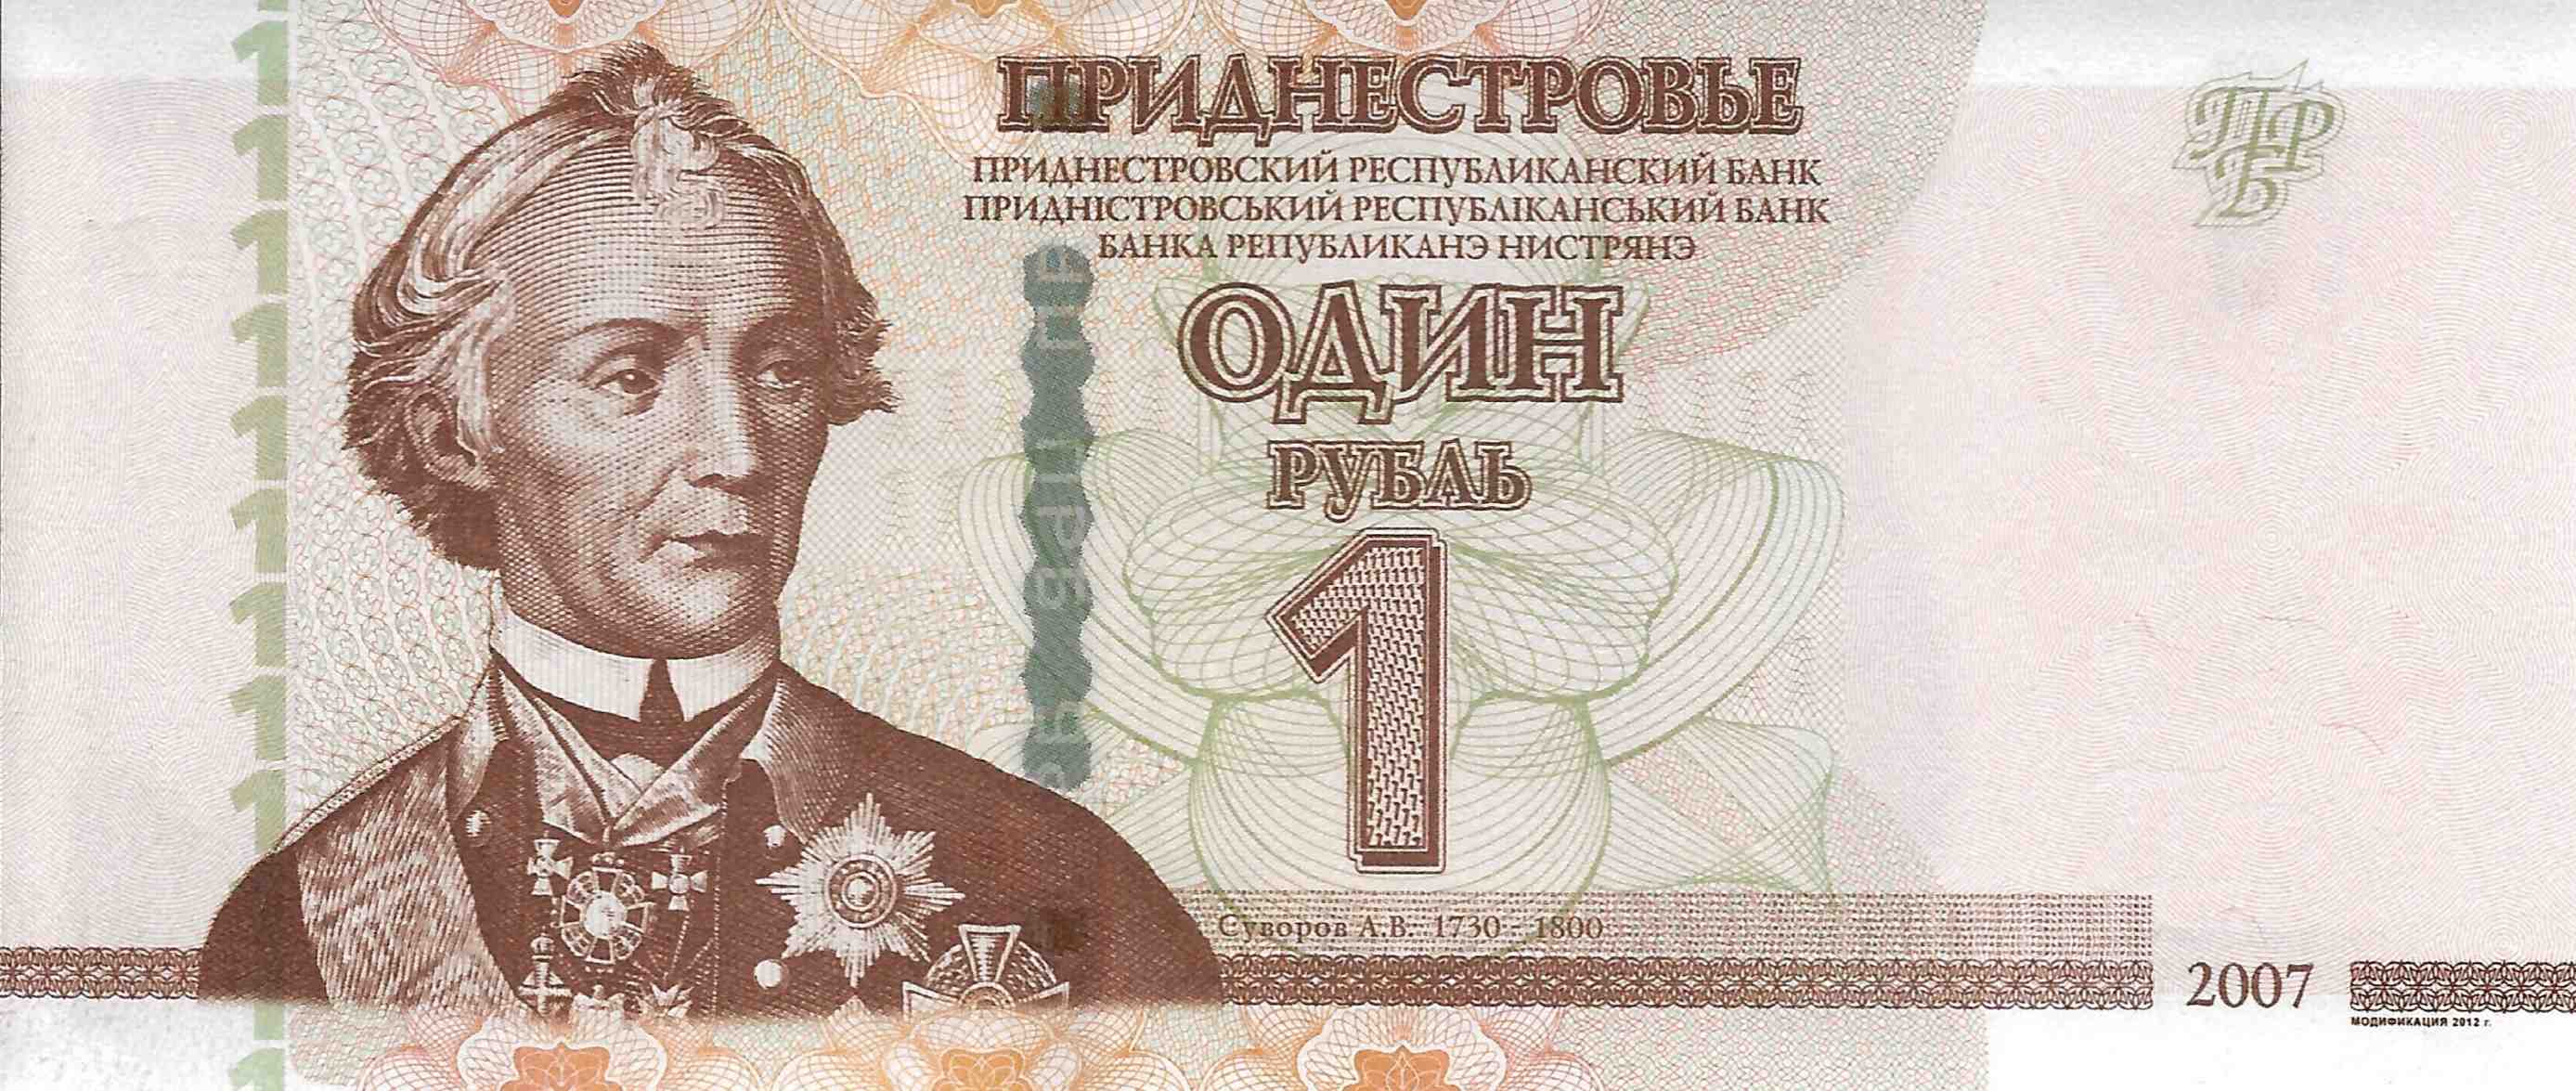 ПРИДНЕСТРОВЬЕ
ПРИДНЕСТРОВСКИЙ РЕСПУБЛИКАНСКИЙ БАНК
ПРИДНІСТРОВСЬКИЙ РЕСПУБЛІКАНСЬКИЙ БАНК
БАНКА РЕПУБЛИКАНЭ НИСТРЯНЭ
ОДИН
РУБЛЬ
1
Суворов А.В. 1730 - 1800
ПРБ
ПРБ
2007
МОДИФИКАЦИЯ 2012 г.